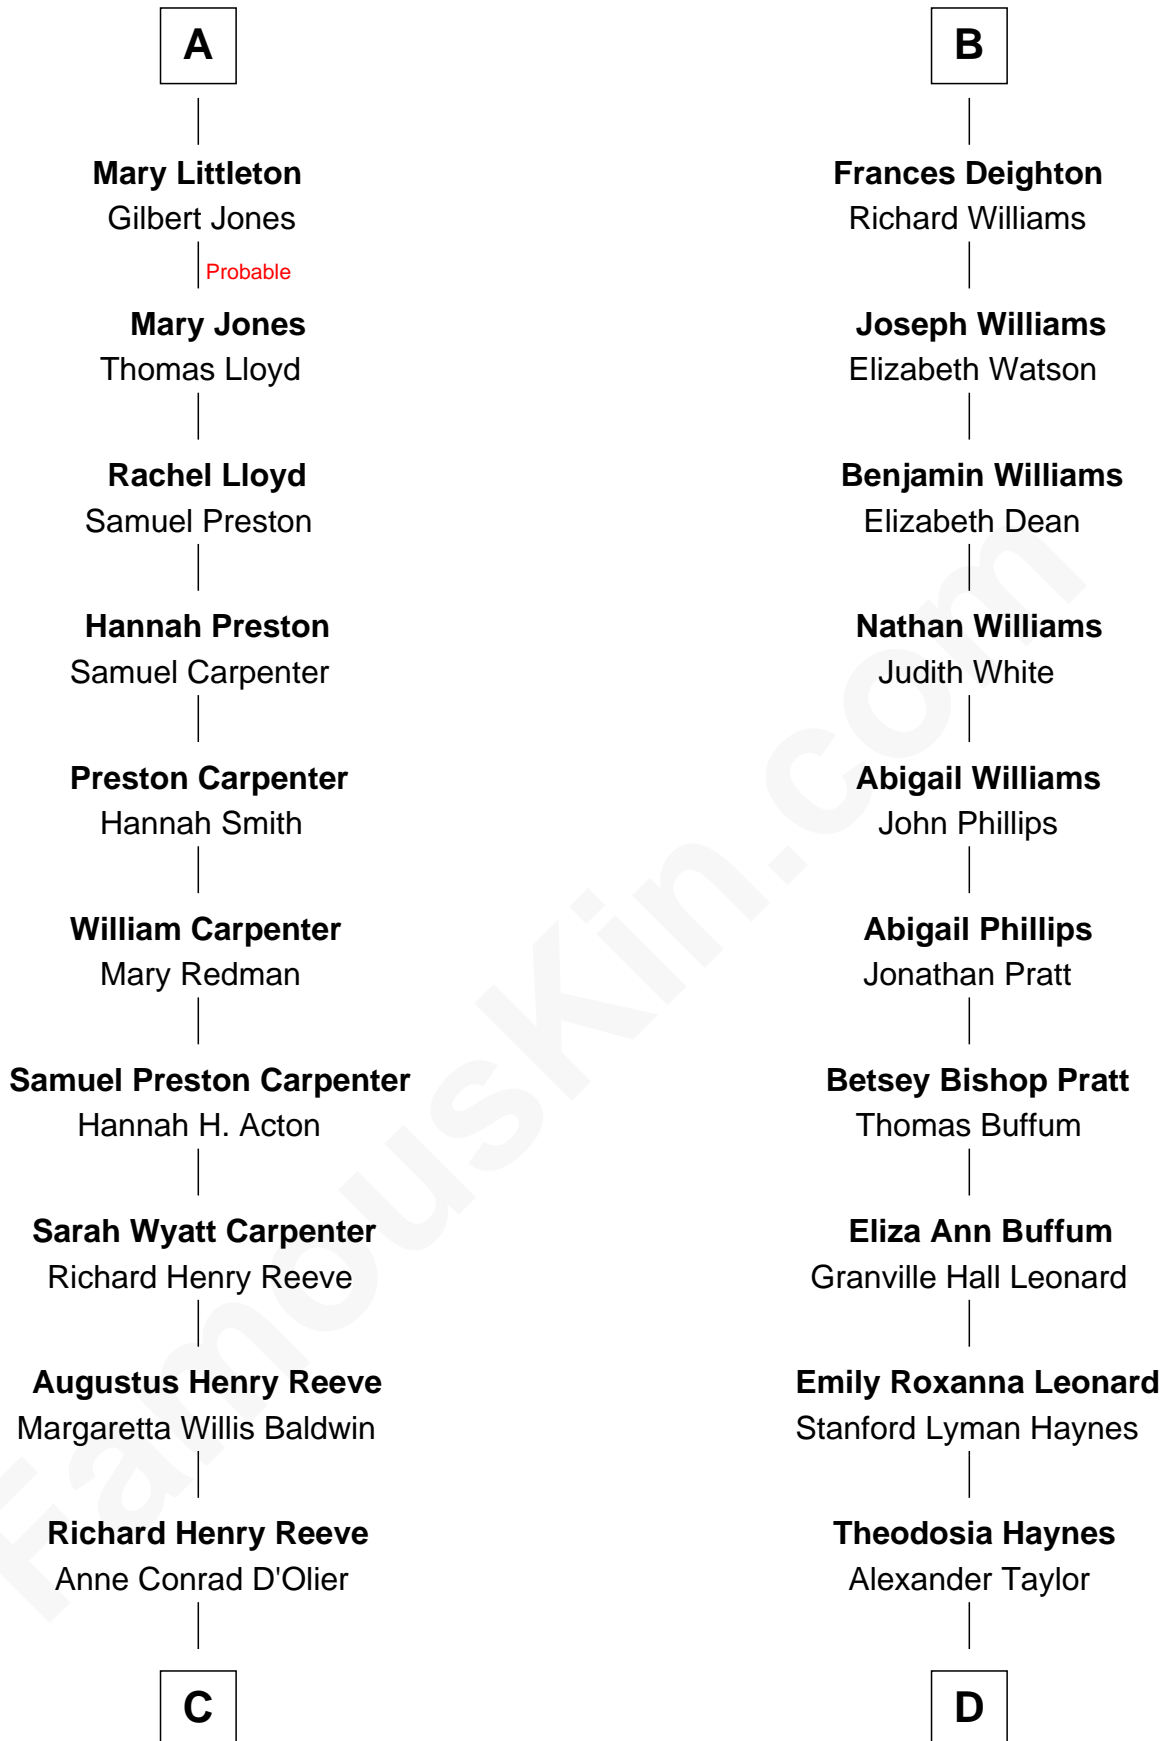 A
Mary Littleton
Gilbert Jones
Probable
Mary Jones
Thomas Lloyd
Rachel Lloyd
Samuel Preston
Hannah Preston
Samuel Carpenter
Preston Carpenter
Hannah Smith
William Carpenter
Mary Redman
Samuel Preston Carpenter
Hannah H. Acton
Sarah Wyatt Carpenter
Richard Henry Reeve
Augustus Henry Reeve
Margaretta Willis Baldwin
Richard Henry Reeve
Anne Conrad D'Olier
C
B
Frances Deighton
Richard Williams
Joseph Williams
Elizabeth Watson
Benjamin Williams
Elizabeth Dean
Nathan Williams
Judith White
Abigail Williams
John Phillips
Abigail Phillips
Jonathan Pratt
Betsey Bishop Pratt
Thomas Buffum
Eliza Ann Buffum
Granville Hall Leonard
Emily Roxanna Leonard
Stanford Lyman Haynes
Theodosia Haynes
Alexander Taylor
D
FamousKin.com